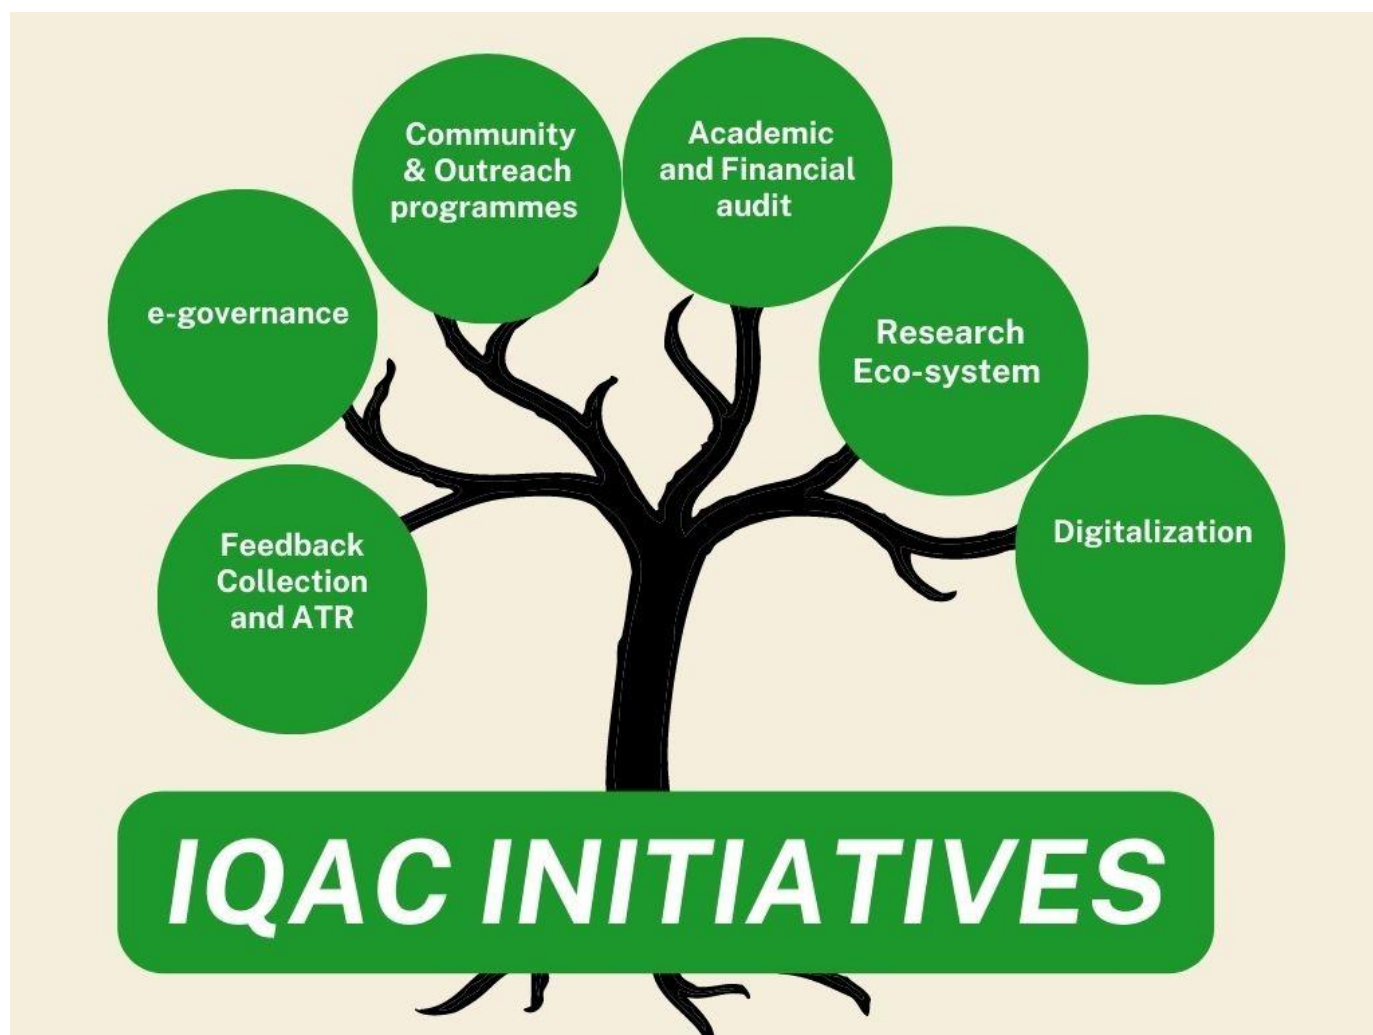 Community
& Outreach
programmes
Academic
and Financial
audit
e-governance
Research
Eco-system
Feedback
Collection
and ATR
Digitalization
IQAC INITIATIVES